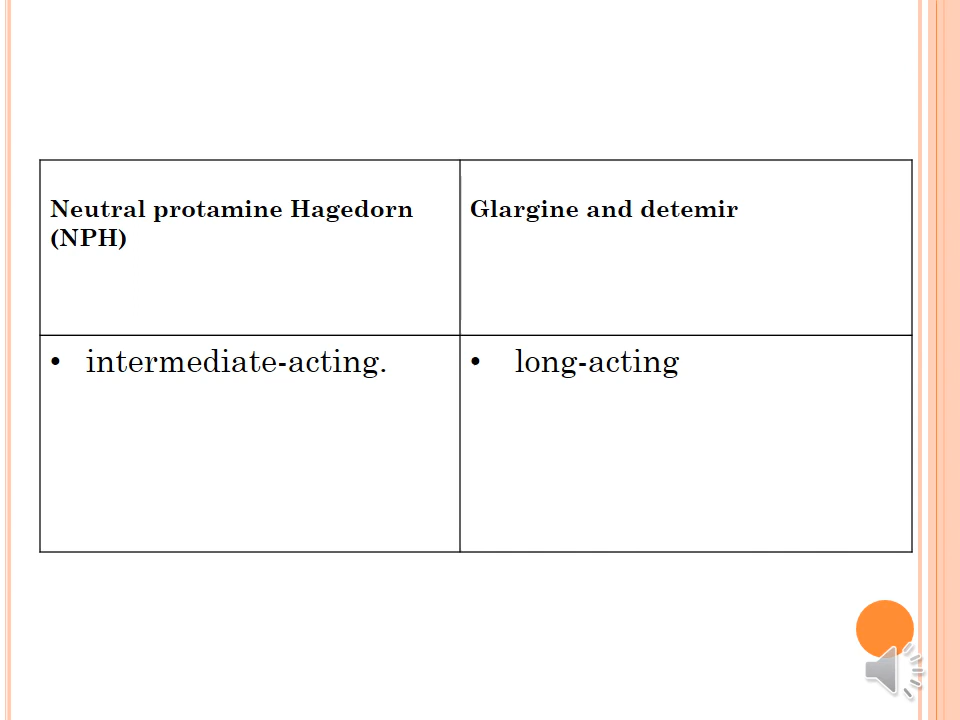 Neutral protamine Hagedorn
(NPH)
Glargine and detemir
• intermediate-acting.
• long-acting